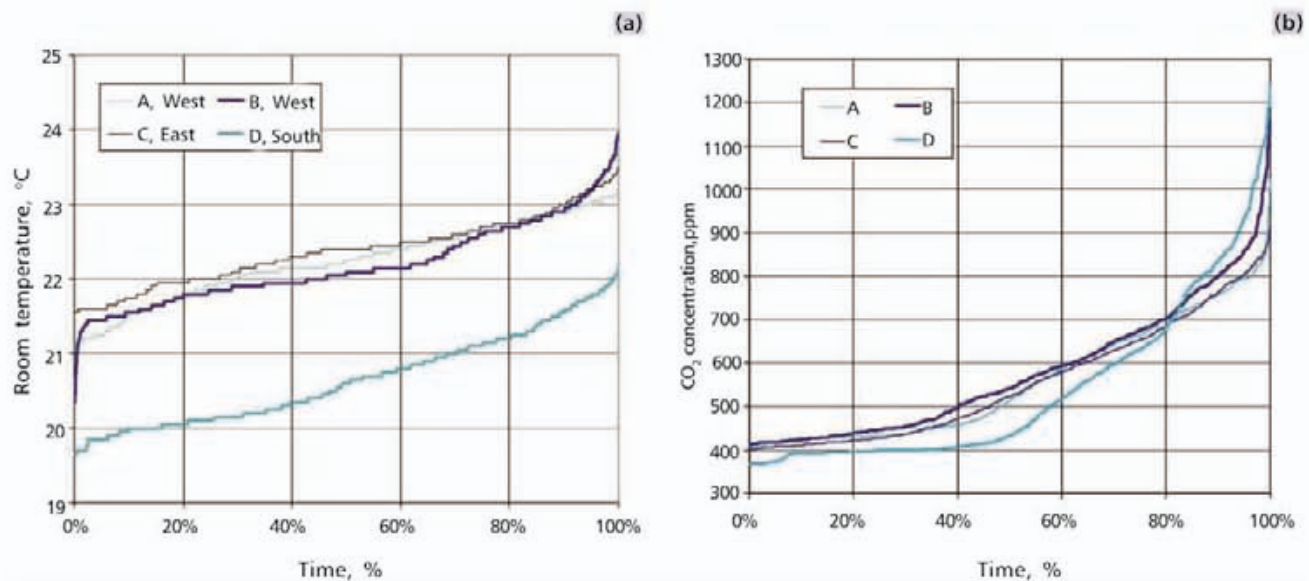 (a)
25
24
23
22
21
20
19
Room temperature, °C
A, West B, West
C, East D, South
0% 20% 40% 60% 80% 100%
Time, %
(b)
1300
1200
1100
1000
900
800
700
600
500
400
300
CO₂ concentration,ppm
A B
C D
0% 20% 40% 60% 80% 100%
Time, %